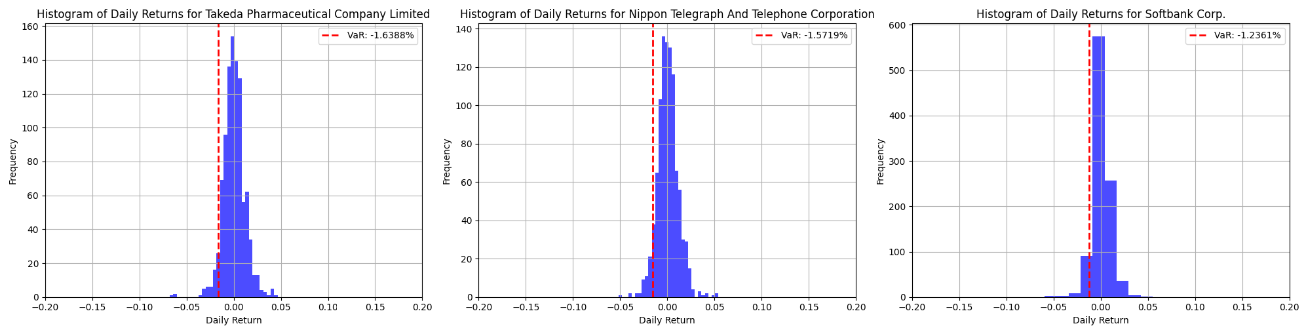 Histogram of Daily Returns for Takeda Pharmaceutical Company Limited
VaR: -1.6388%
Frequency
160
140
120
100
80
60
40
20
0
−0.20 −0.15 −0.10 −0.05 0.00 0.05 0.10 0.15 0.20
Daily Return
Histogram of Daily Returns for Nippon Telegraph And Telephone Corporation
VaR: -1.5719%
Frequency
140
120
100
80
60
40
20
0
−0.20 −0.15 −0.10 −0.05 0.00 0.05 0.10 0.15 0.20
Daily Return
Histogram of Daily Returns for Softbank Corp.
VaR: -1.2361%
Frequency
600
500
400
300
200
100
0
−0.20 −0.15 −0.10 −0.05 0.00 0.05 0.10 0.15 0.20
Daily Return